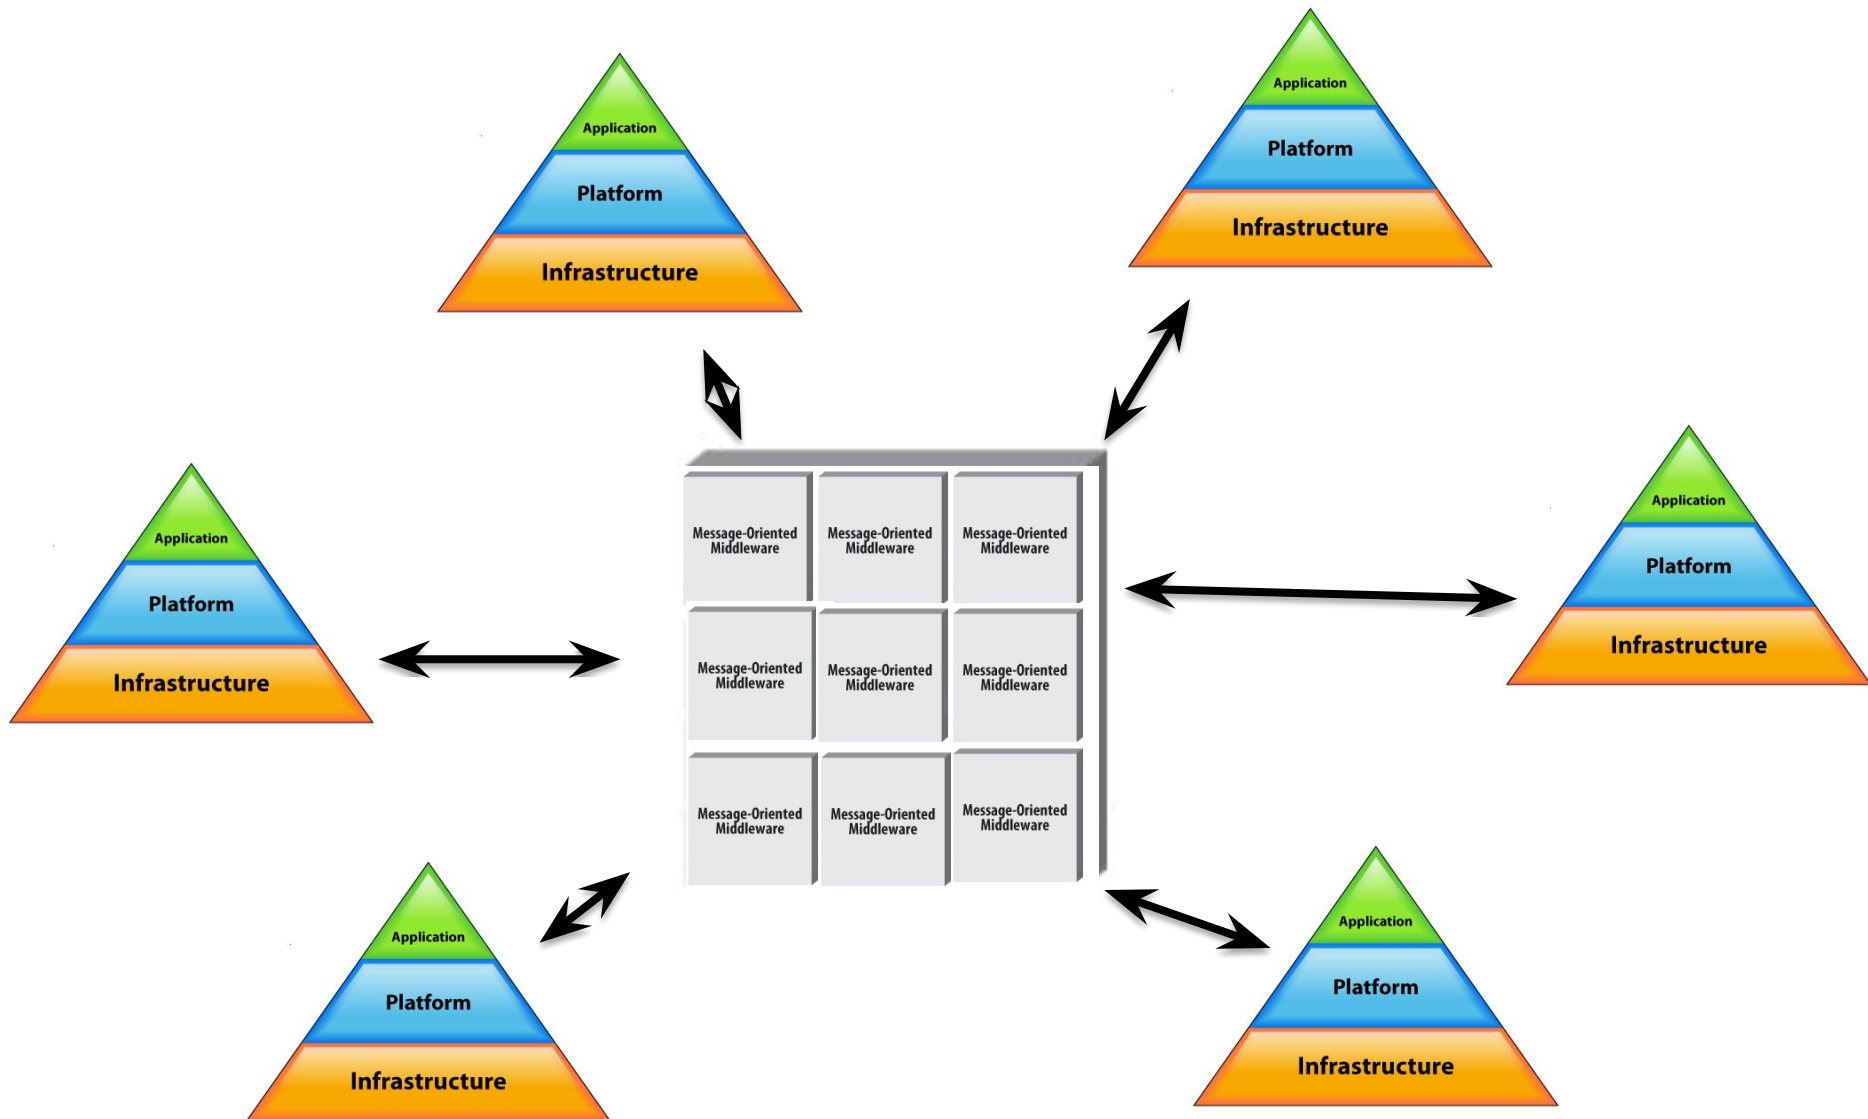 Application
Platform
Infrastructure
Application
Platform
Infrastructure
Application
Platform
Infrastructure
Message-Oriented
Middleware
Message-Oriented
Middleware
Message-Oriented
Middleware
Message-Oriented
Middleware
Message-Oriented
Middleware
Message-Oriented
Middleware
Message-Oriented
Middleware
Message-Oriented
Middleware
Message-Oriented
Middleware
Application
Platform
Infrastructure
Application
Platform
Infrastructure
Application
Platform
Infrastructure